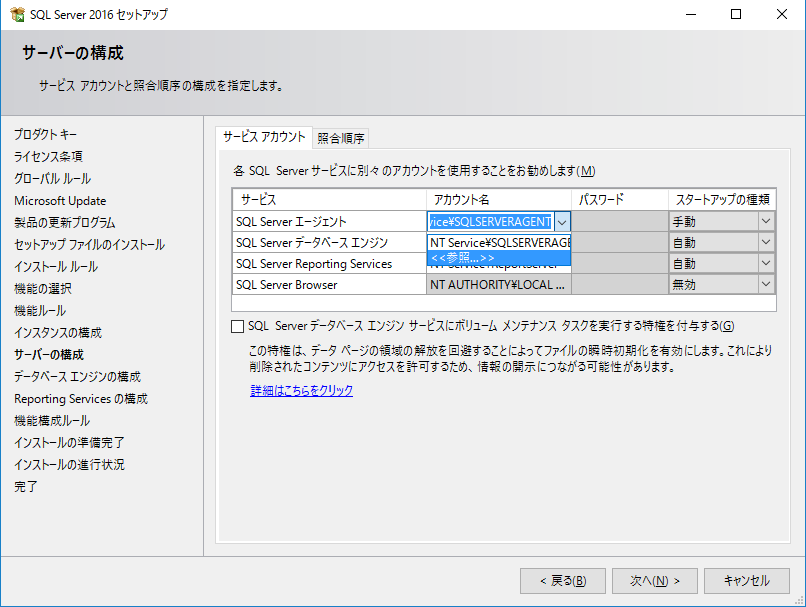 SQL Server 2016 セットアップ
サーバーの構成
サービス アカウントと照合順序の構成を指定します。
プロダクト キー
ライセンス条項
グローバル ルール
Microsoft Update
製品の更新プログラム
セットアップ ファイルのインストール
インストール ルール
機能の選択
機能ルール
インスタンスの構成
サーバーの構成
データベース エンジンの構成
Reporting Services の構成
機能構成ルール
インストールの準備完了
インストールの進行状況
完了
サービス アカウント 照合順序
各 SQL Server サービスに別々のアカウントを使用することをお勧めします(M)
サービス アカウント名 パスワード スタートアップの種類
SQL Server エージェント vice¥SQLSERVERAGENT 手動
SQL Server データベース エンジン NT Service¥SQLSERVERAGE 自動
<<参照...>>
SQL Server Reporting Services 自動
SQL Server Browser NT AUTHORITY¥LOCAL ... 無効
SQL Server データベース エンジン サービスにボリューム メンテナンス タスクを実行する特権を付与する(G)
この特権は、データ ページの領域の解放を回避することによってファイルの瞬時初期化を有効にします。これにより
削除されたコンテンツにアクセスを許可するため、情報の開示につながる可能性があります。
詳細はこちらをクリック
< 戻る(B) 次へ(N) > キャンセル